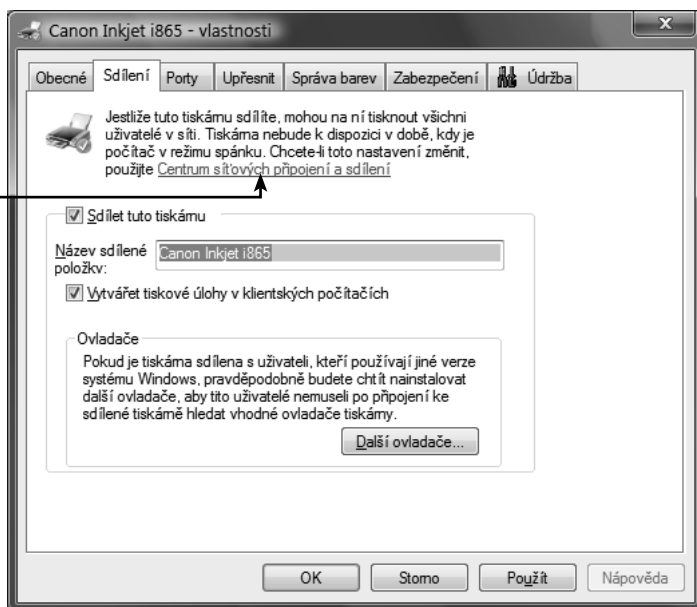 Canon Inkjet i865 - vlastnosti
Obecné Sdílení Porty Upřesnit Správa barev Zabezpečení Údržba
Jestliže tuto tiskárnu sdílíte, mohou na ní tisknout všichni
uživatelé v síti. Tiskárna nebude k dispozici v době, kdy je
počítač v režimu spánku. Chcete-li toto nastavení změnit,
použijte Centrum síťových připojení a sdílení
Sdílet tuto tiskárnu
Název sdílené
položky:
Canon Inkjet i865
Vytvářet tiskové úlohy v klientských počítačích
Ovladače
Pokud je tiskárna sdílena s uživateli, kteří používají jiné verze
systému Windows, pravděpodobně budete chtít nainstalovat
další ovladače, aby tito uživatelé nemuseli po připojení ke
sdílené tiskárně hledat vhodné ovladače tiskárny.
Další ovladače...
OK Storno Použít Nápověda